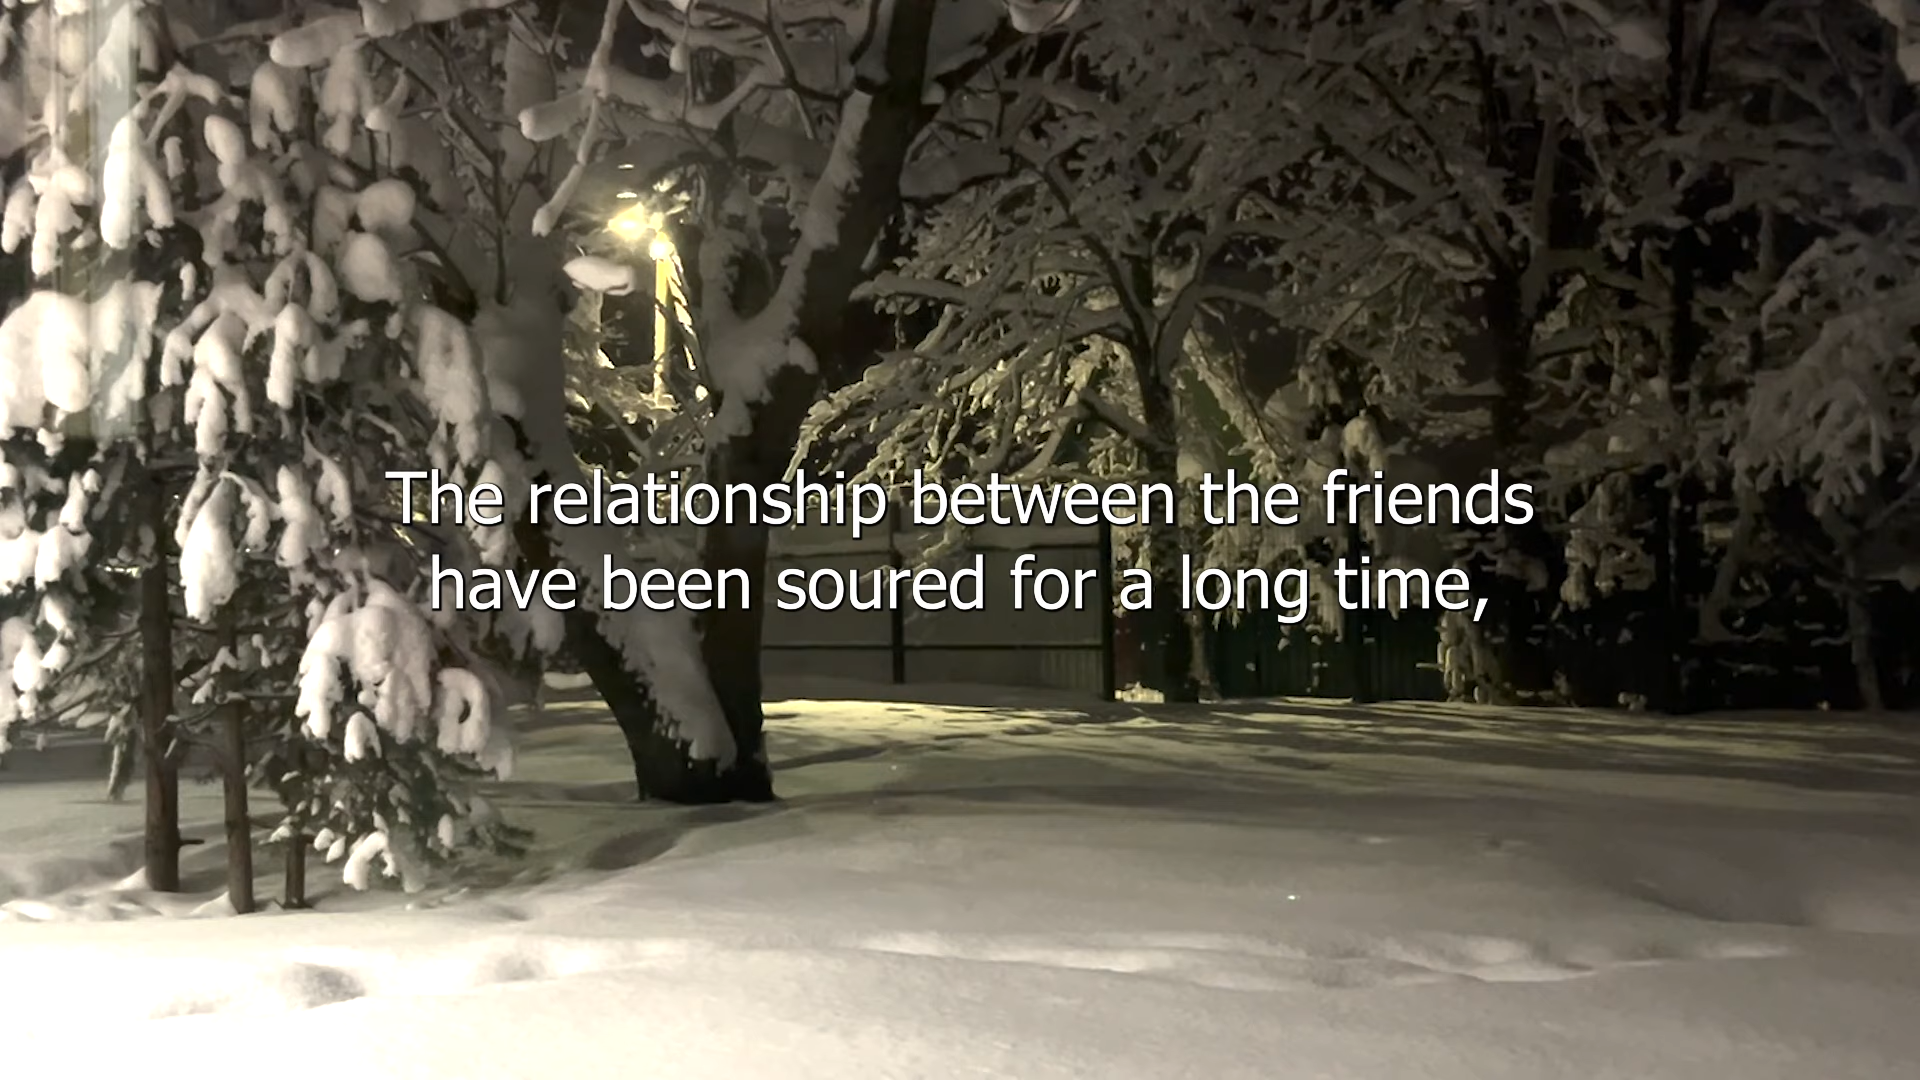 The relationship between the friends
have been soured for a long time,